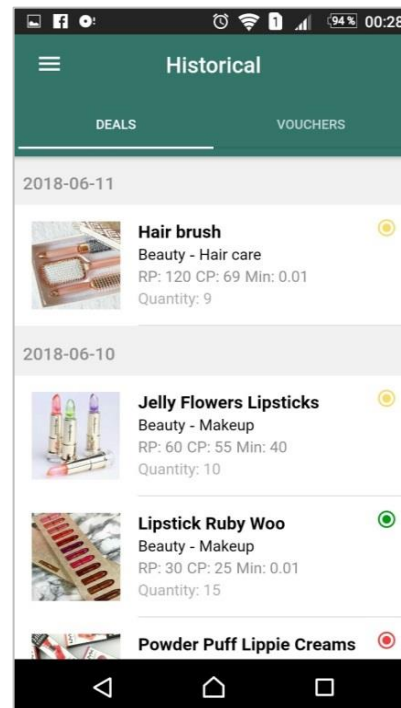 1 94% 00:28
Historical
DEALS VOUCHERS
2018-06-11
Hair brush
Beauty - Hair care
RP: 120 CP: 69 Min: 0.01
Quantity: 9
2018-06-10
Jelly Flowers Lipsticks
Beauty - Makeup
RP: 60 CP: 55 Min: 40
Quantity: 10
Lipstick Ruby Woo
Beauty - Makeup
RP: 30 CP: 25 Min: 0.01
Quantity: 15
Powder Puff Lippie Creams